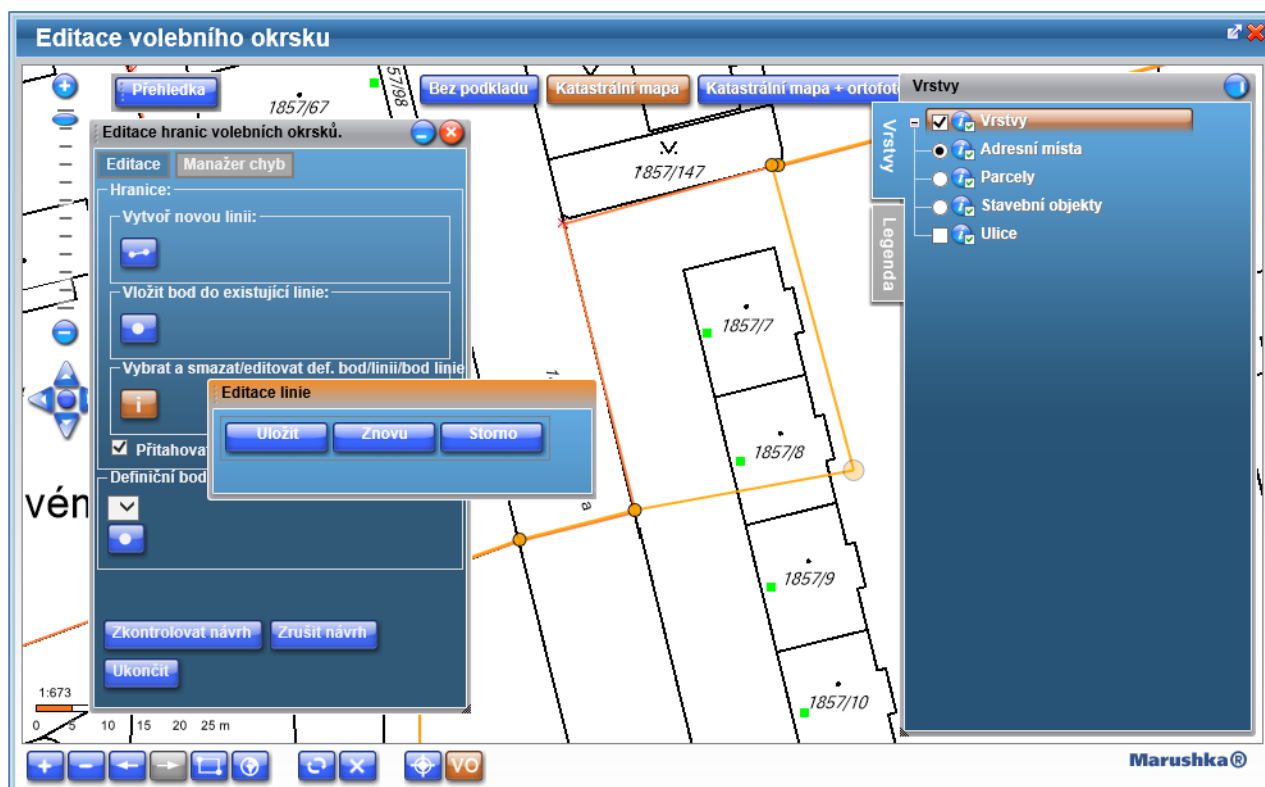 Editace volebního okrsku
Přehledka
Bez podkladu
Katastrální mapa
Katastrální mapa + ortofot
Vrstvy
Vrstvy
Adresní místa
Parcely
Stavební objekty
Ulice
Vrstvy
Legenda
Editace hranic volebních okrsků.
Editace
Manažer chyb
Hranice:
Vytvoř novou linii:
Vložit bod do existující linie:
Vybrat a smazat/editovat def. bod/linii/bod linie
Editace linie
Uložit
Znovu
Storno
Přitahova
Definiční bod
Zkontrolovat návrh
Zrušit návrh
Ukončit
1857/67
57/98
1857/147
1857/7
1857/8
1857/9
1857/10
a
vén
1:673
0 5 10 15 20 25 m
VO
Marushka®